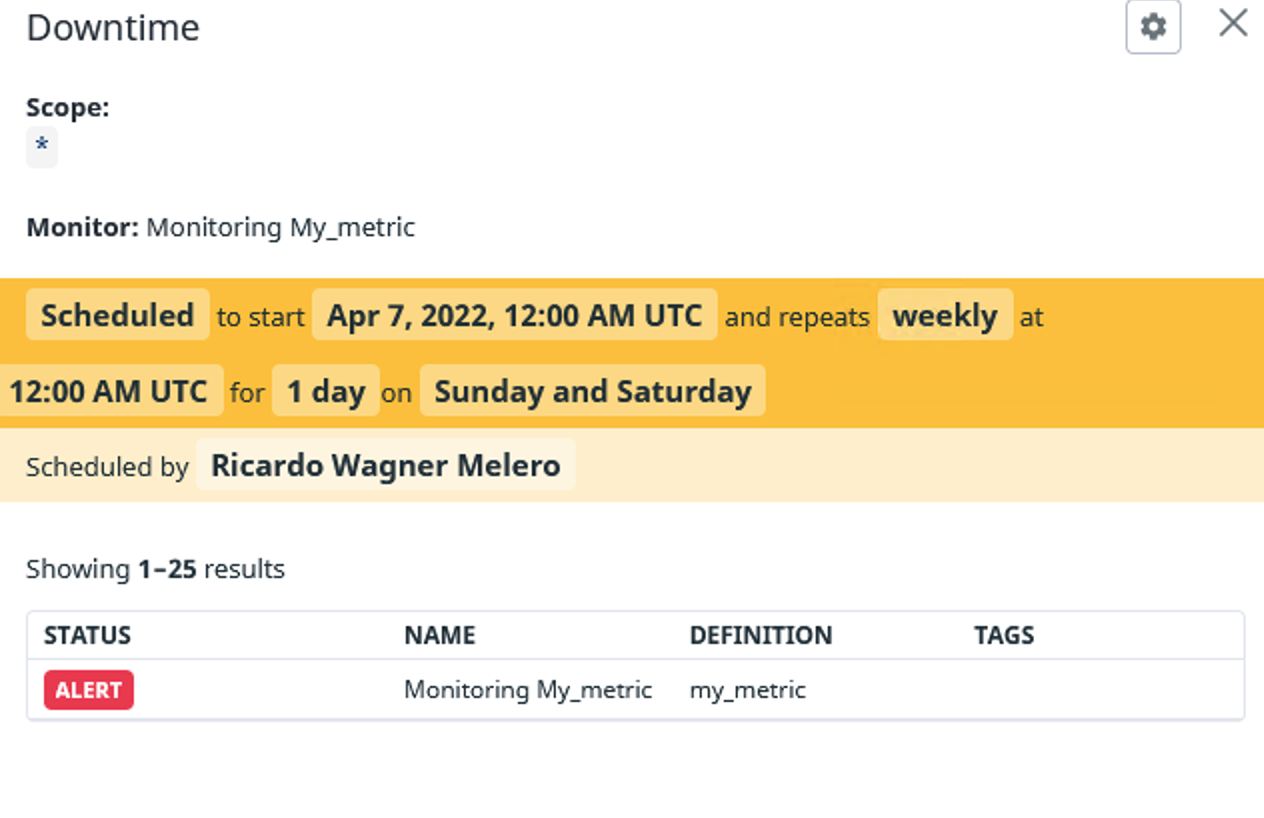 Downtime
Scope:
*
Monitor: Monitoring My_metric
Scheduled to start Apr 7, 2022, 12:00 AM UTC and repeats weekly at
12:00 AM UTC for 1 day on Sunday and Saturday
Scheduled by Ricardo Wagner Melero
Showing 1–25 results
STATUS NAME DEFINITION TAGS
ALERT Monitoring My_metric my_metric